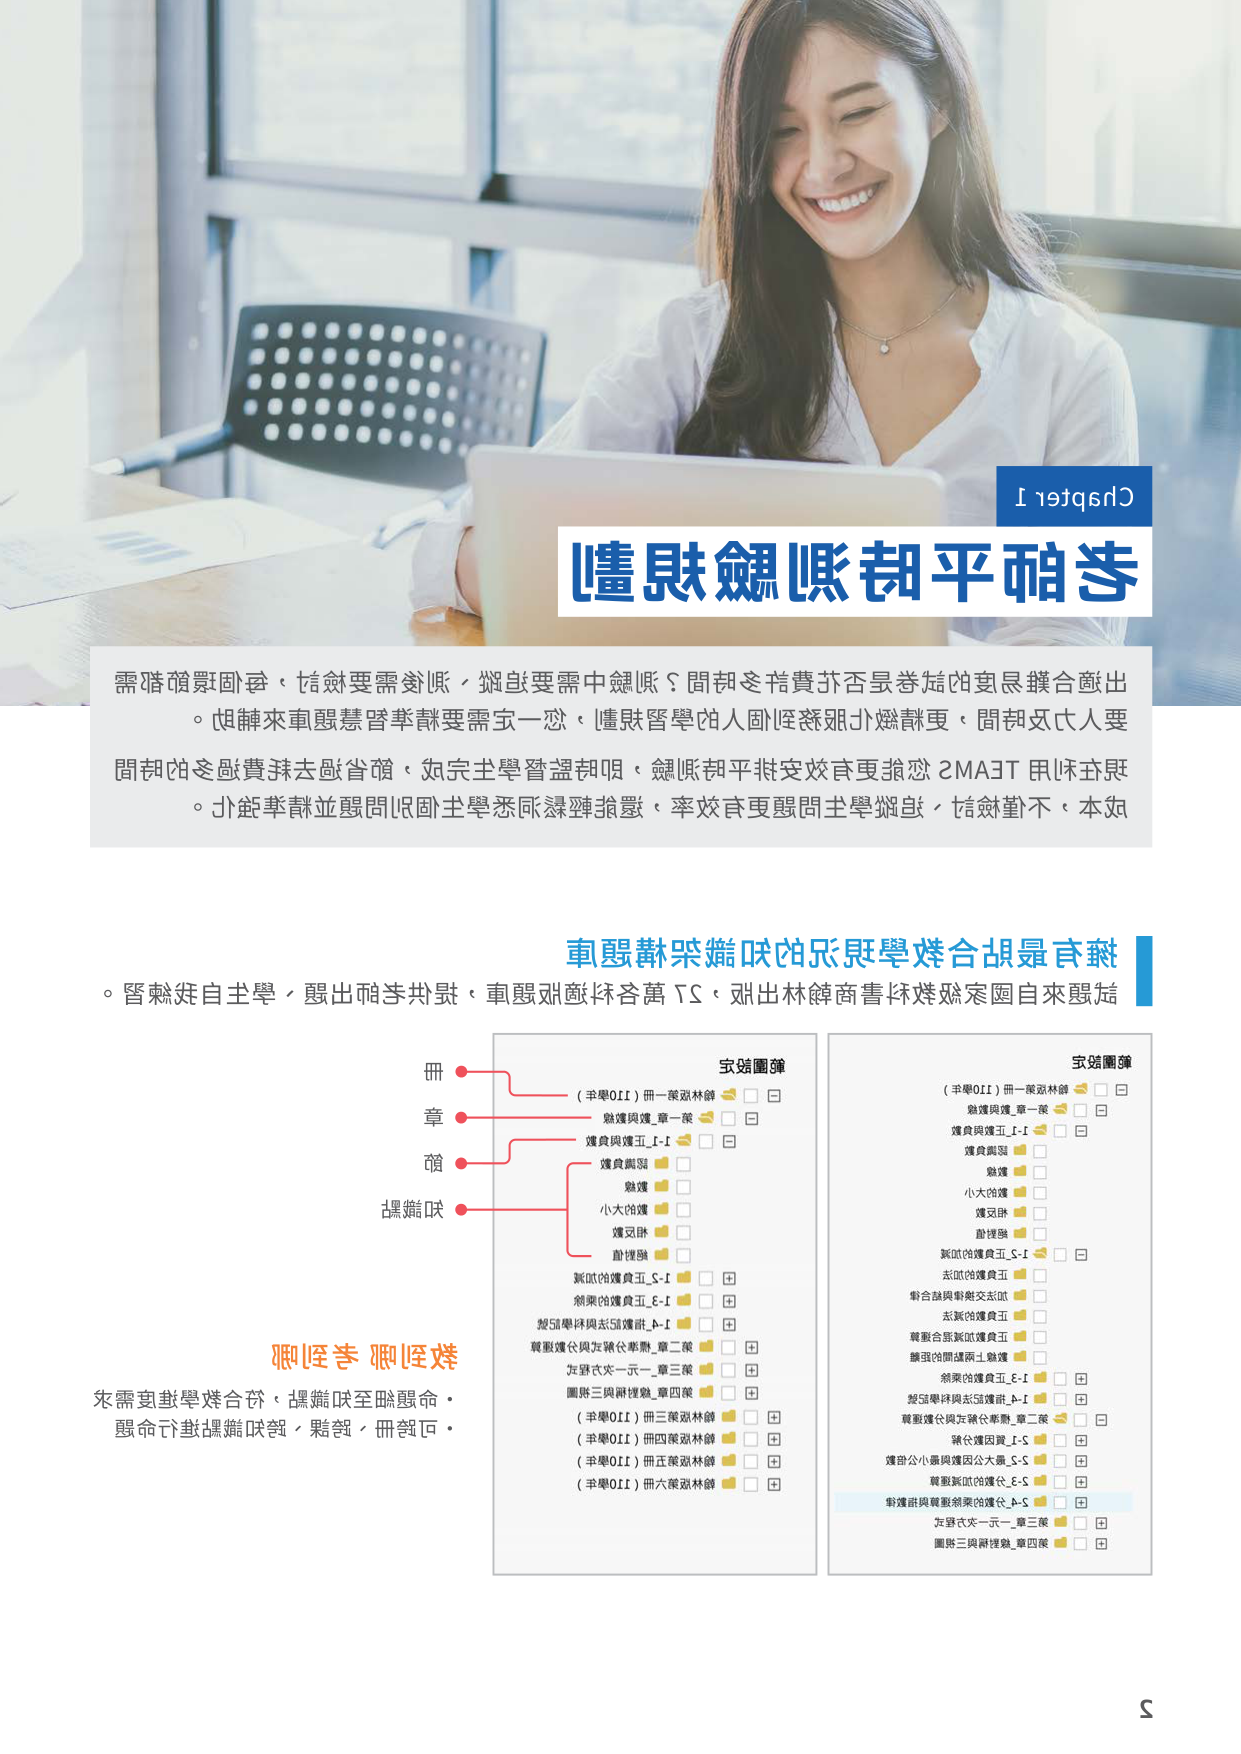 Chapter 1
老師平時測驗規劃
出適合難易度的試卷是否花費許多時間？測驗中需要追蹤、測後需要檢討，每個環節都需
要人力及時間，更精緻化服務到個人的學習規劃，您一定需要精準智慧題庫來輔助。
現在利用 TEAMS 您能更有效安排平時測驗，即時監督學生完成，節省過去耗費過多的時間
成本，不僅檢討、追蹤學生問題更有效率，還能輕鬆洞悉學生個別問題並精準強化。
擁有最貼合教學現況的知識架構題庫
試題來自國家級教科書商翰林出版，27 萬各科適版題庫，提供老師出題、學生自我練習。
範圍設定
翰林版第一冊 ( 110學年 )
第一章_數與數線
1-1_正數與負數
認識負數
數線
數的大小
相反數
絕對值
1-2_正負數的加減
正負數的加法
加法交換律與結合律
正負數的減法
正負數加減混合運算
數線上兩點間的距離
1-3_正負數的乘除
1-4_指數記法與科學記號
第二章_標準分解式與分數運算
2-1_質因數分解
2-2_最大公因數與最小公倍數
2-3_分數的加減運算
2-4_分數的乘除運算與指數律
第三章_一元一次方程式
第四章_線對稱與三視圖
範圍設定
翰林版第一冊 ( 110學年 )
第一章_數與數線
1-1_正數與負數
認識負數
數線
數的大小
相反數
絕對值
1-2_正負數的加減
1-3_正負數的乘除
1-4_指數記法與科學記號
第二章_標準分解式與分數運算
第三章_一元一次方程式
第四章_線對稱與三視圖
翰林版第三冊 ( 110學年 )
翰林版第四冊 ( 110學年 )
翰林版第五冊 ( 110學年 )
翰林版第六冊 ( 110學年 )
冊
章
節
知識點
教到哪 考到哪
・命題細至知識點，符合教學進度需求
・可跨冊、跨課、跨知識點進行命題
2